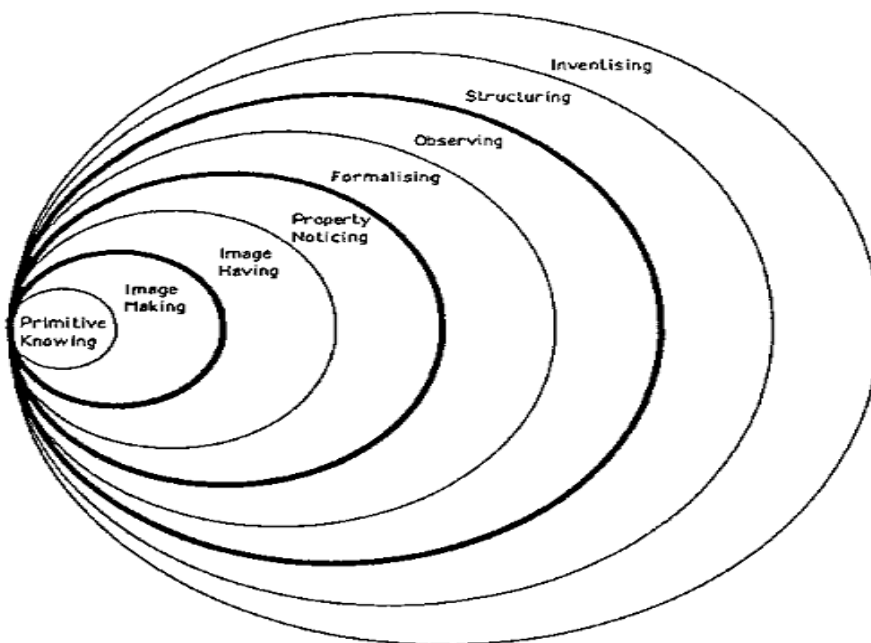 Inventising
Structuring
Observing
Formalising
Property
Noticing
Image
Having
Image
Making
Primitive
Knowing